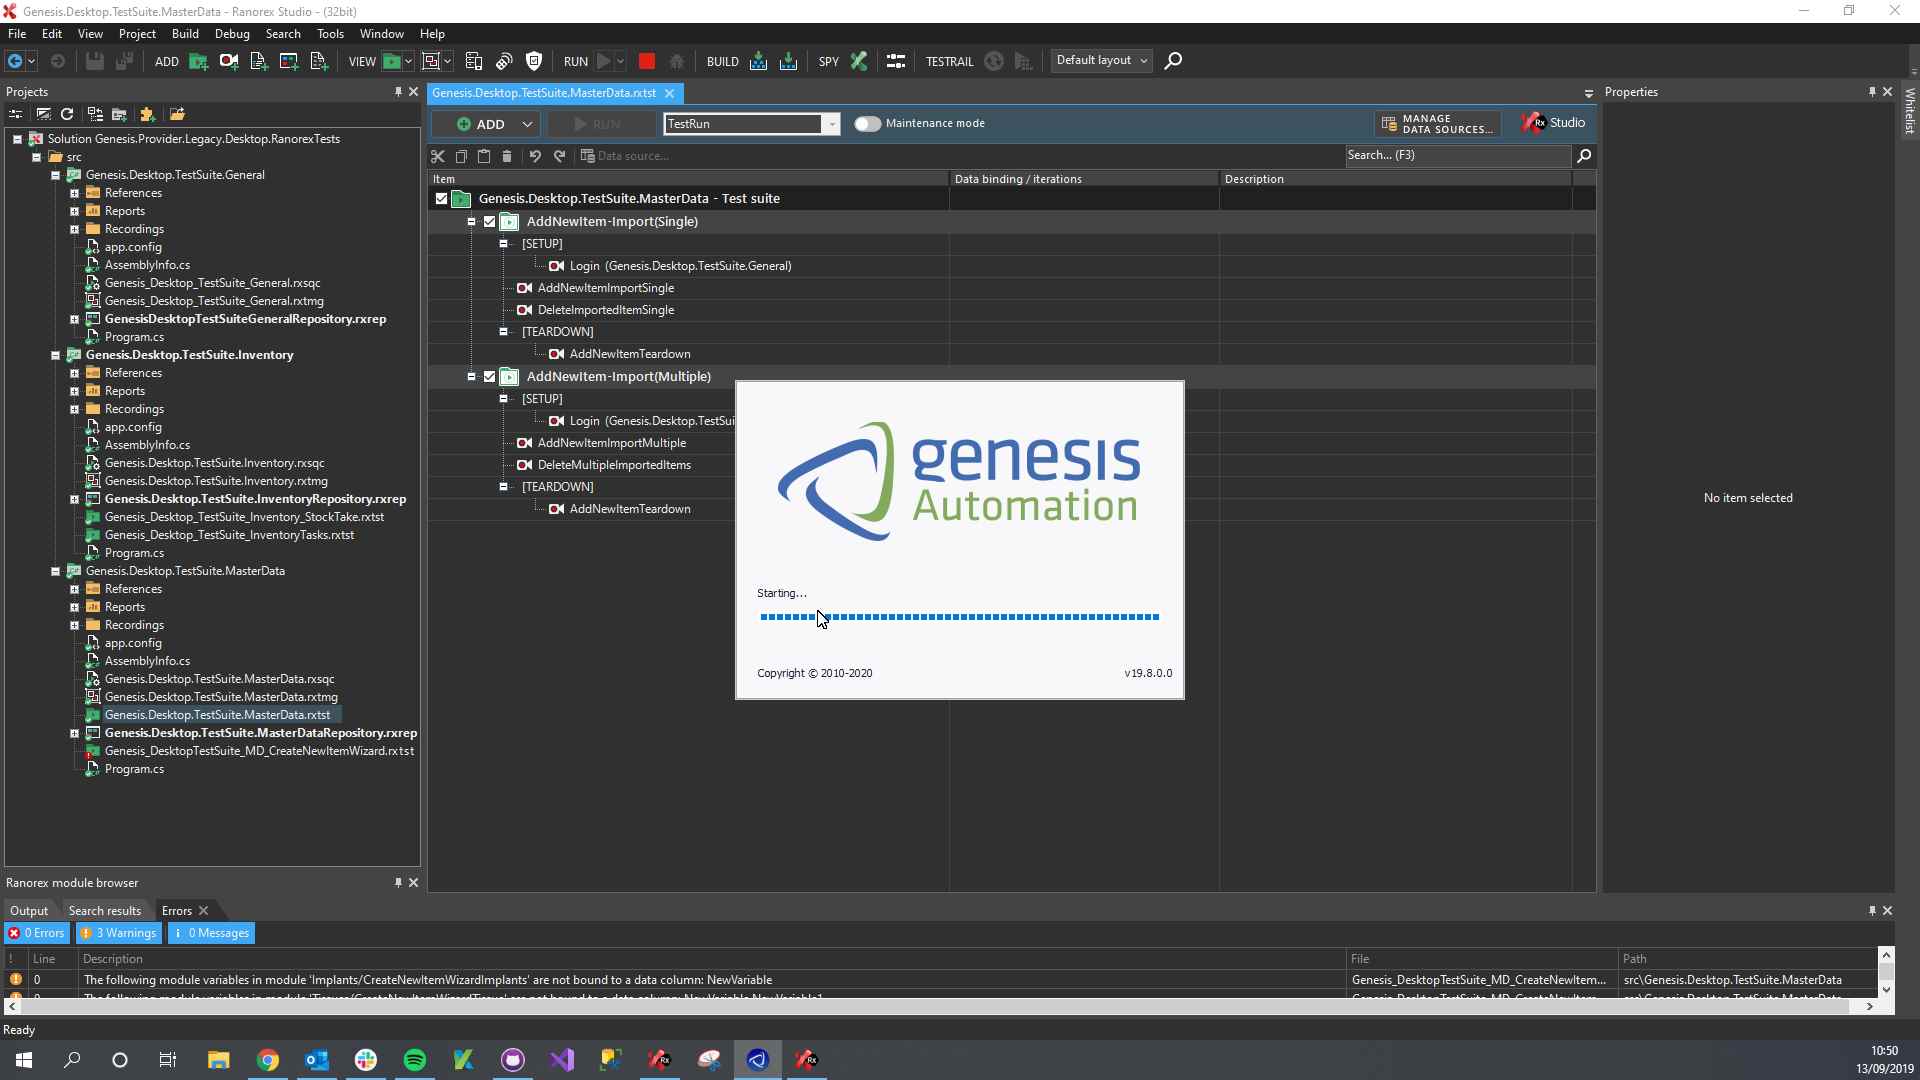 Genesis.Desktop.TestSuite.MasterData - Ranorex Studio - (32bit)
File Edit View Project Build Debug Search Tools Window Help
ADD VIEW RUN BUILD SPY TESTRAIL Default layout
Projects
Solution Genesis.Provider.Legacy.Desktop.RanorexTests
src
Genesis.Desktop.TestSuite.General
References
Reports
Recordings
app.config
AssemblyInfo.cs
Genesis_Desktop_TestSuite_General.rxsqc
Genesis_Desktop_TestSuite_General.rxtmg
GenesisDesktopTestSuiteGeneralRepository.rxrep
Program.cs
Genesis.Desktop.TestSuite.Inventory
References
Reports
Recordings
app.config
AssemblyInfo.cs
Genesis.Desktop.TestSuite.Inventory.rxsqc
Genesis.Desktop.TestSuite.Inventory.rxtmg
Genesis.Desktop.TestSuite.InventoryRepository.rxrep
Genesis_Desktop_TestSuite_Inventory_StockTake.rxtst
Genesis_Desktop_TestSuite_InventoryTasks.rxtst
Program.cs
Genesis.Desktop.TestSuite.MasterData
References
Reports
Recordings
app.config
AssemblyInfo.cs
Genesis.Desktop.TestSuite.MasterData.rxsqc
Genesis.Desktop.TestSuite.MasterData.rxtmg
Genesis.Desktop.TestSuite.MasterData.rxtst
Genesis.Desktop.TestSuite.MasterDataRepository.rxrep
Genesis_DesktopTestSuite_MD_CreateNewItemWizard.rxtst
Program.cs
Ranorex module browser
Genesis.Desktop.TestSuite.MasterData.rxtst
ADD RUN TestRun Maintenance mode MANAGE DATA SOURCES... Rx Studio
Data source... Search... (F3)
Item Data binding / iterations Description
Genesis.Desktop.TestSuite.MasterData - Test suite
AddNewItem-Import(Single)
[SETUP]
Login (Genesis.Desktop.TestSuite.General)
AddNewItemImportSingle
DeleteImportedItemSingle
[TEARDOWN]
AddNewItemTeardown
AddNewItem-Import(Multiple)
[SETUP]
Login (Genesis.Desktop.TestSui
AddNewItemImportMultiple
DeleteMultipleImportedItems
[TEARDOWN]
AddNewItemTeardown
genesis
Automation
Starting...
Copyright © 2010-2020 v19.8.0.0
Properties
No item selected
Whitelist
Output Search results Errors
0 Errors 3 Warnings i 0 Messages
! Line Description File Path
0 The following module variables in module 'Implants/CreateNewItemWizardImplants' are not bound to a data column: NewVariable Genesis_DesktopTestSuite_MD_CreateNewItem... src\Genesis.Desktop.TestSuite.MasterData
Ready
10:50
13/09/2019